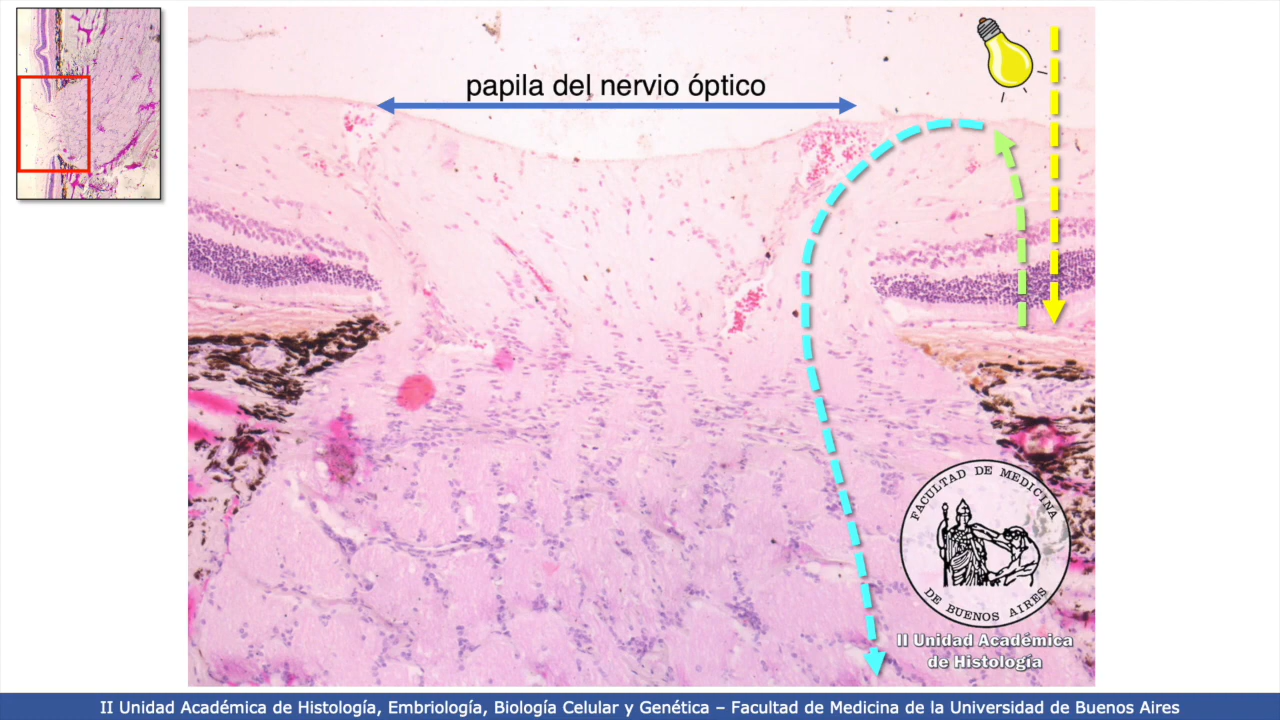 papila del nervio óptico
FACULTAD DE MEDICINA
DE BUENOS AIRES
II Unidad Académica
de Histología
II Unidad Académica de Histología, Embriología, Biología Celular y Genética – Facultad de Medicina de la Universidad de Buenos Aires